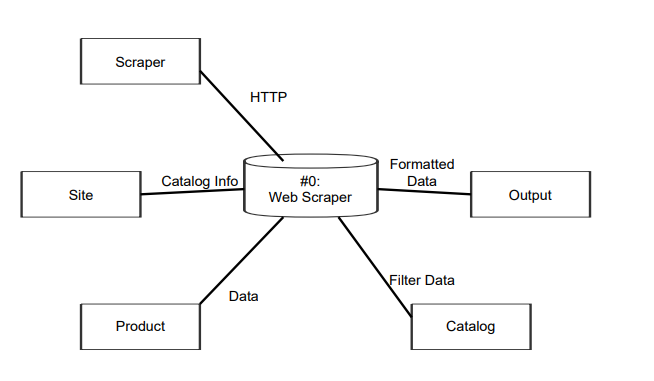 Scraper
HTTP
Formatted
Data
Catalog Info
#0:
Web Scraper
Site
Output
Filter Data
Data
Product
Catalog